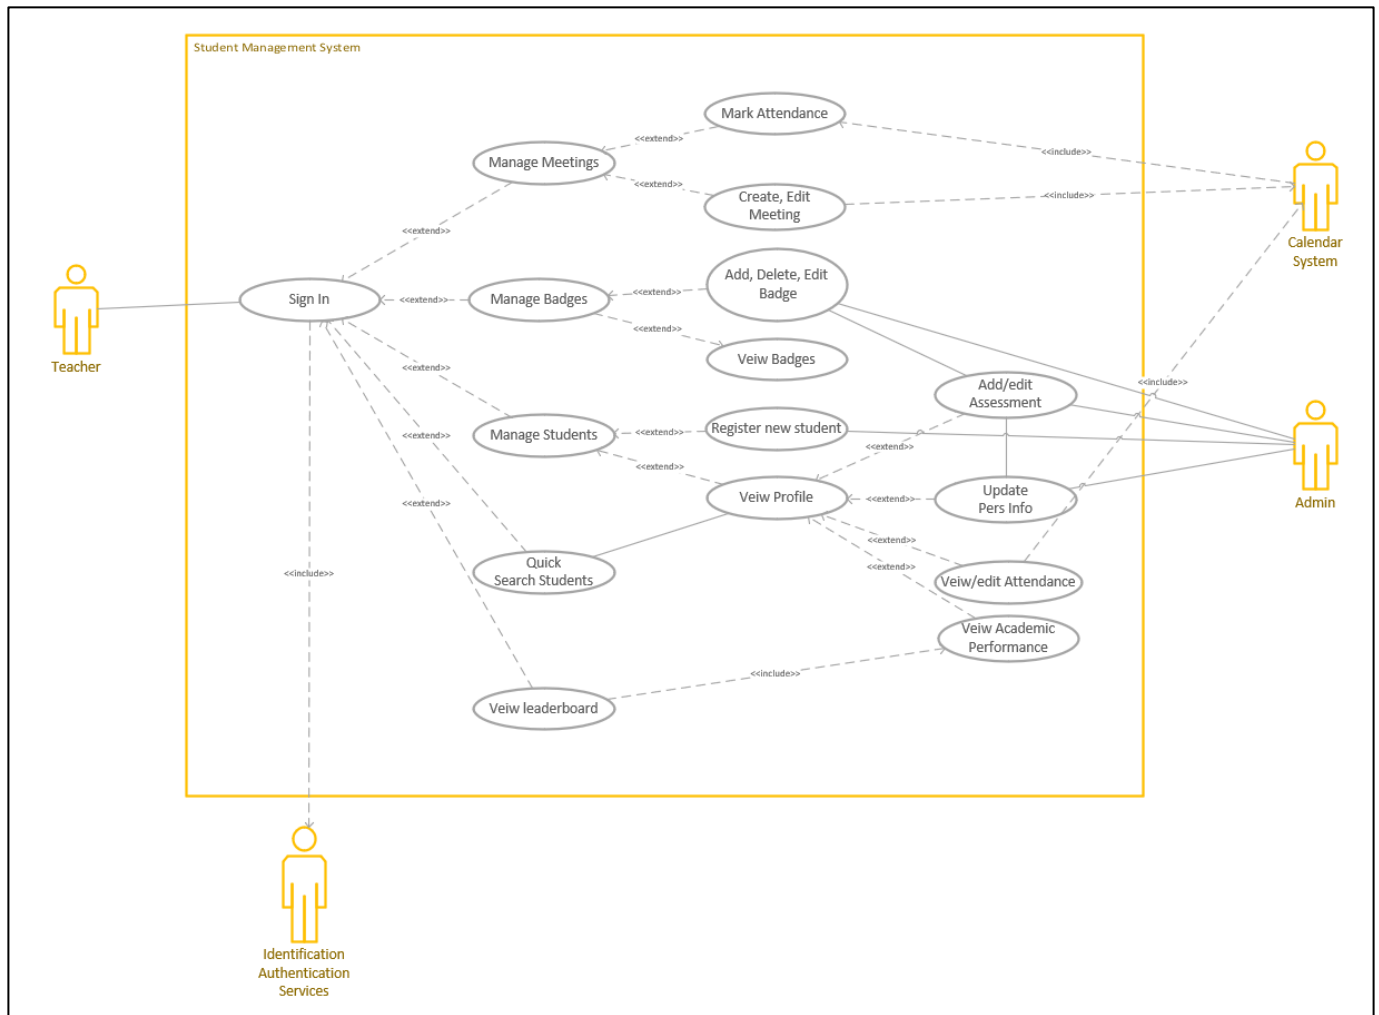 Student Management System
Mark Attendance
<<extend>>
<<include>>
Manage Meetings
<<extend>>
<<include>>
Create, Edit
Meeting
<<extend>>
Calendar
System
Add, Delete, Edit
Badge
Sign In
<<extend>>
Manage Badges
<<extend>>
<<extend>>
Veiw Badges
Teacher
<<extend>>
<<include>>
Add/edit
Assessment
Register new student
<<extend>>
Manage Students
<<extend>>
<<extend>>
<<extend>>
Veiw Profile
<<extend>>
Update
Pers Info
Admin
<<extend>>
<<extend>>
<<extend>>
Quick
Search Students
<<include>>
Veiw/edit Attendance
Veiw Academic
Performance
<<include>>
Veiw leaderboard
Identification
Authentication
Services